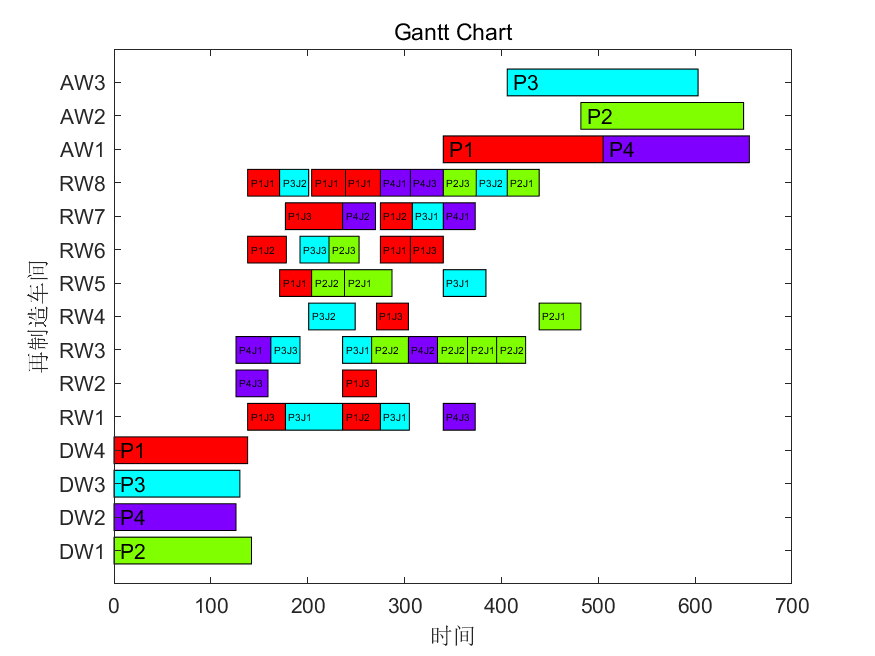 Gantt Chart
AW3 P3
AW2 P2
AW1 P1 P4
RW8 P1J1 P3J2 P1J1 P1J1 P4J1 P4J3 P2J3 P3J2 P2J1
RW7 P1J3 P4J2 P1J2 P3J1 P4J1
RW6 P1J2 P3J3 P2J3 P1J1 P1J3
RW5 P1J1 P2J2 P2J1 P3J1
RW4 P3J2 P1J3 P2J1
RW3 P4J1 P3J3 P3J1 P2J2 P4J2 P2J2 P2J1 P2J2
RW2 P4J3 P1J3
RW1 P1J3 P3J1 P1J2 P3J1 P4J3
DW4 P1
DW3 P3
DW2 P4
DW1 P2
0 100 200 300 400 500 600 700
时间
再制造车间